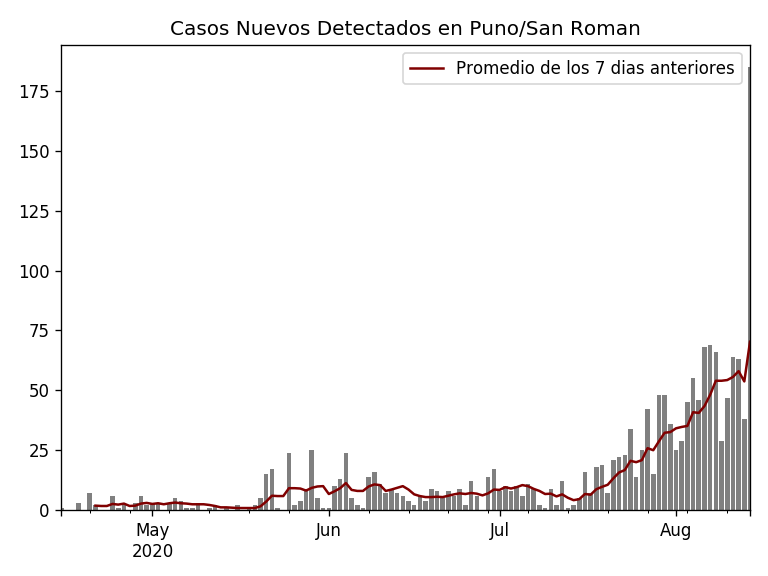 Casos Nuevos Detectados en Puno/San Roman
Promedio de los 7 dias anteriores
175
150
125
100
75
50
25
0
May
2020
Jun
Jul
Aug